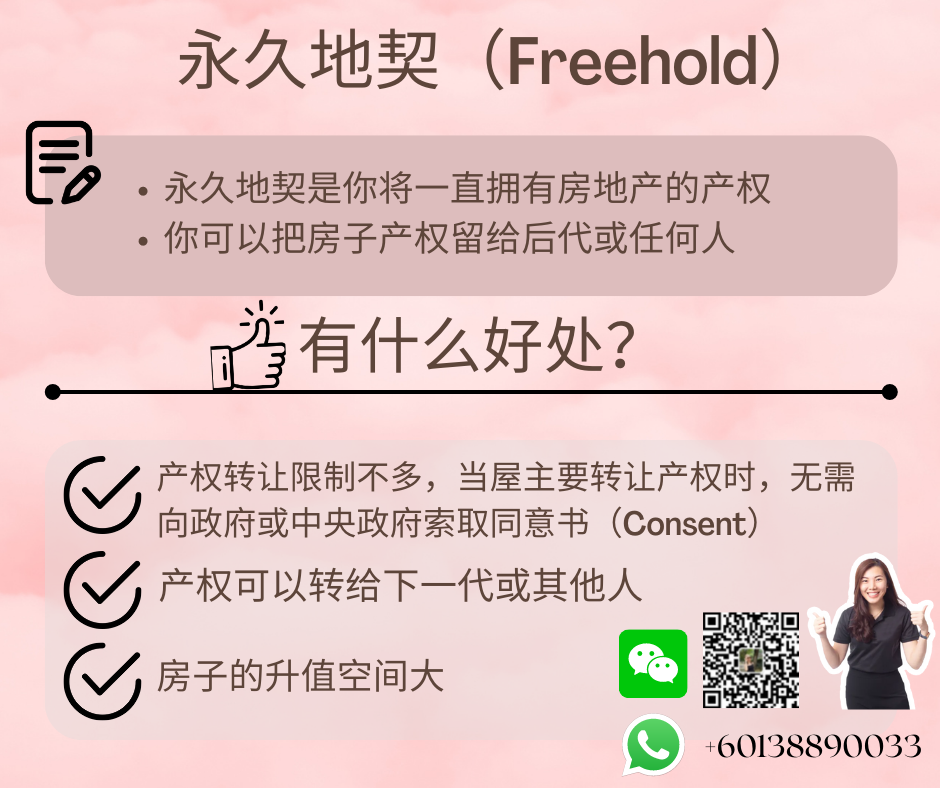 永久地契（Freehold）
• 永久地契是你将一直拥有房地产的产权
• 你可以把房子产权留给后代或任何人
有什么好处？
产权转让限制不多，当屋主要转让产权时，无需
向政府或中央政府索取同意书（Consent）
产权可以转给下一代或其他人
房子的升值空间大
+60138890033